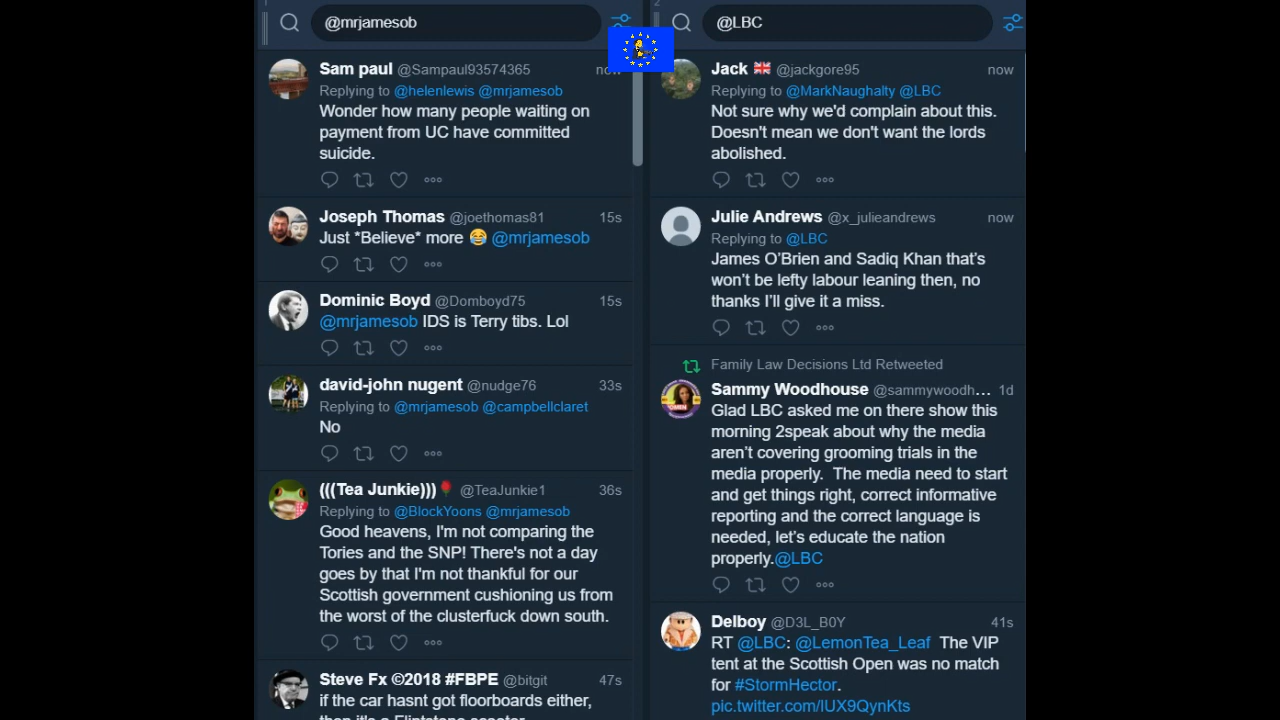 @mrjamesob
Sam paul @Sampaul93574365 now
Replying to @helenlewis @mrjamesob
Wonder how many people waiting on
payment from UC have committed
suicide.
Joseph Thomas @joethomas81 15s
Just *Believe* more 😂 @mrjamesob
Dominic Boyd @Domboyd75 15s
@mrjamesob IDS is Terry tibs. Lol
david-john nugent @nudge76 33s
Replying to @mrjamesob @campbellclaret
No
(((Tea Junkie)))🌹 @TeaJunkie1 36s
Replying to @BlockYoons @mrjamesob
Good heavens, I'm not comparing the
Tories and the SNP! There's not a day
goes by that I'm not thankful for our
Scottish government cushioning us from
the worst of the clusterfuck down south.
Steve Fx ©2018 #FBPE @bitgit 47s
if the car hasnt got floorboards either,
then it's a Flintstone scooter
2
@LBC
Jack 🇬🇧 @jackgore95 now
Replying to @MarkNaughalty @LBC
Not sure why we'd complain about this.
Doesn't mean we don't want the lords
abolished.
Julie Andrews @x_julieandrews now
Replying to @LBC
James O’Brien and Sadiq Khan that’s
won’t be lefty labour leaning then, no
thanks I’ll give it a miss.
Family Law Decisions Ltd Retweeted
Sammy Woodhouse @sammywoodh... 1d
Glad LBC asked me on there show this
morning 2speak about why the media
aren’t covering grooming trials in the
media properly. The media need to start
and get things right, correct informative
reporting and the correct language is
needed, let’s educate the nation
properly.@LBC
Delboy @D3L_B0Y 41s
RT @LBC: @LemonTea_Leaf The VIP
tent at the Scottish Open was no match
for #StormHector.
pic.twitter.com/lUX9QynKts